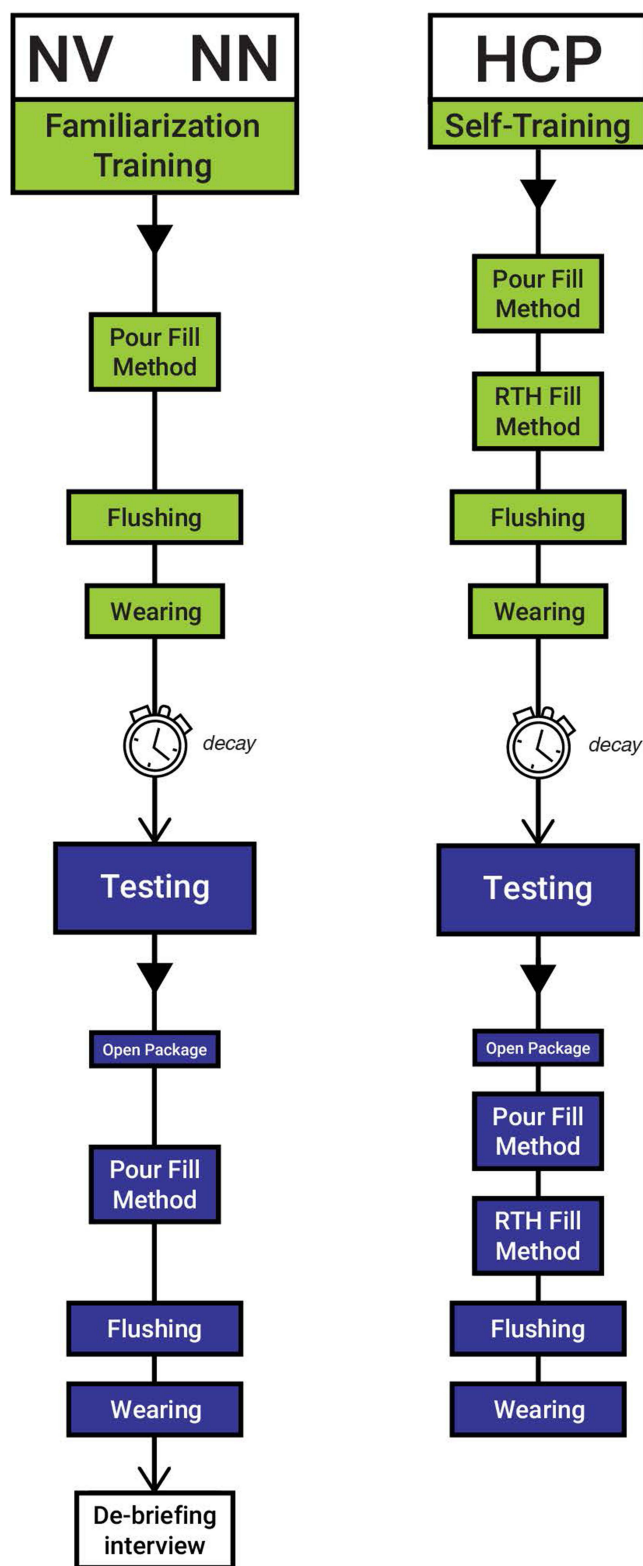 NV NN
Familiarization
Training
Pour Fill
Method
Flushing
Wearing
decay
Testing
Open Package
Pour Fill
Method
Flushing
Wearing
De-briefing
interview
HCP
Self-Training
Pour Fill
Method
RTH Fill
Method
Flushing
Wearing
decay
Testing
Open Package
Pour Fill
Method
RTH Fill
Method
Flushing
Wearing